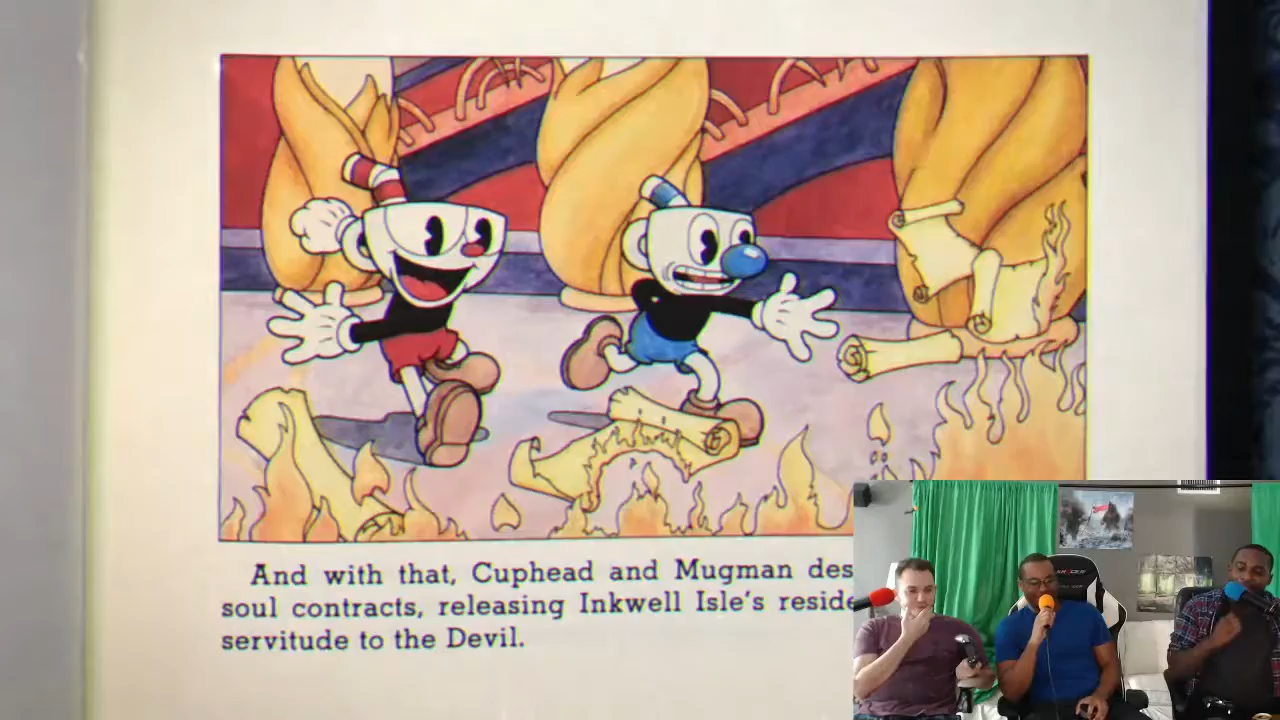 And with that, Cuphead and Mugman des
soul contracts, releasing Inkwell Isle's reside
servitude to the Devil.